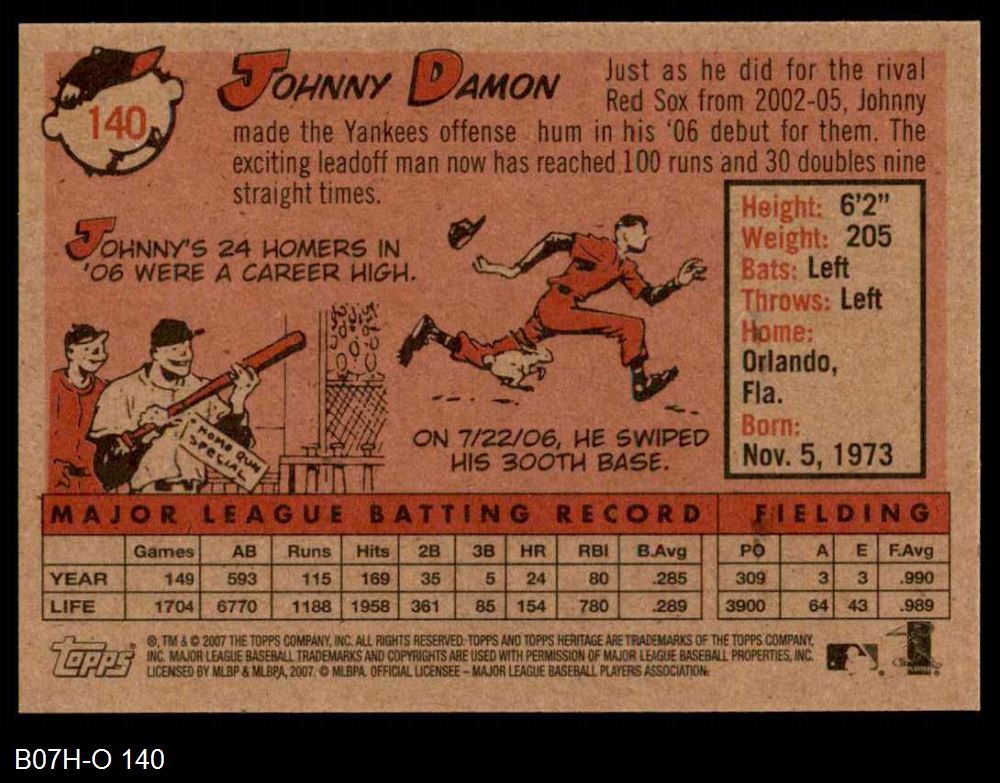 140
JOHNNY DAMON
Just as he did for the rival
Red Sox from 2002-05, Johnny
made the Yankees offense hum in his '06 debut for them. The
exciting leadoff man now has reached 100 runs and 30 doubles nine
straight times.
JOHNNY'S 24 HOMERS IN
'06 WERE A CAREER HIGH.
HOME RUN
SPECIAL
ON 7/22/06, HE SWIPED
HIS 300TH BASE.
Height: 6'2"
Weight: 205
Bats: Left
Throws: Left
Home:
Orlando,
Fla.
Born:
Nov. 5, 1973
MAJOR LEAGUE BATTING RECORD FIELDING
Games AB Runs Hits 2B 3B HR RBI B.Avg PO A E F.Avg
YEAR 149 593 115 169 35 5 24 80 .285 309 3 3 .990
LIFE 1704 6770 1188 1958 361 85 154 780 .289 3900 64 43 .989
Topps
®, TM & © 2007 THE TOPPS COMPANY, INC. ALL RIGHTS RESERVED. TOPPS AND TOPPS HERITAGE ARE TRADEMARKS OF THE TOPPS COMPANY,
INC. MAJOR LEAGUE BASEBALL TRADEMARKS AND COPYRIGHTS ARE USED WITH PERMISSION OF MAJOR LEAGUE BASEBALL PROPERTIES, INC.
LICENSED BY MLBP & MLBPA, 2007. © MLBPA. OFFICIAL LICENSEE – MAJOR LEAGUE BASEBALL PLAYERS ASSOCIATION.
B07H-O 140